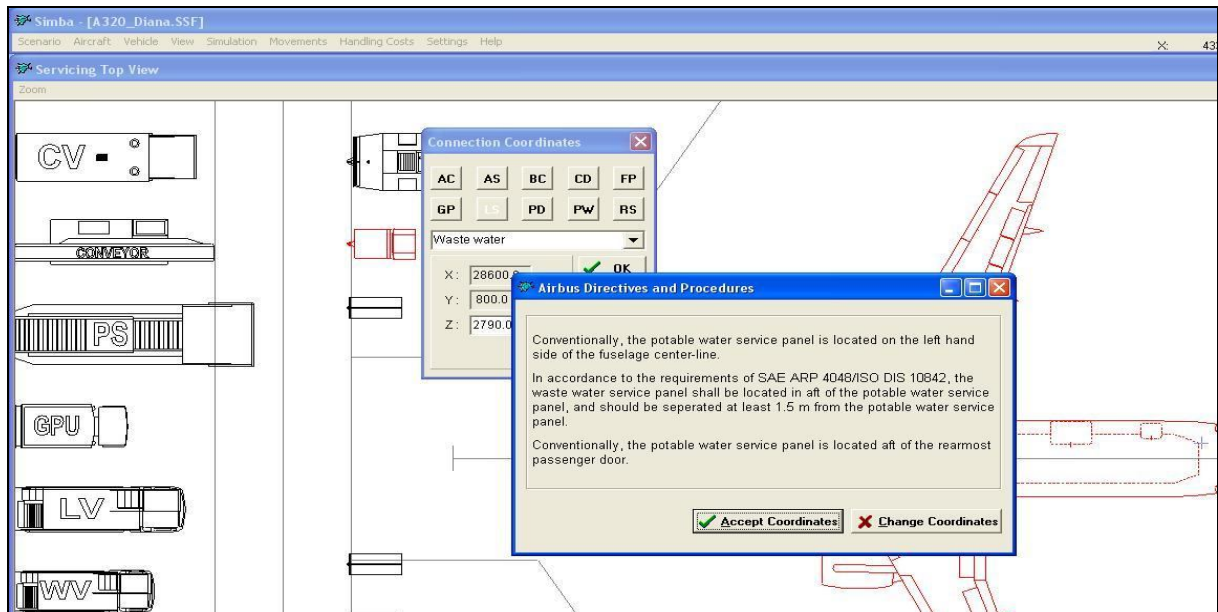 Simba - [A320_Diana.SSF]
Scenario Aircraft Vehicle View Simulation Movements Handling Costs Settings Help
X: 433
Servicing Top View
Zoom
CV
CONVEYOR
PS
GPU
LV
WV
Connection Coordinates
AC AS BC CD FP
GP LS PD PW RS
Waste water
X: 28600.0
OK
Y: 800.0
Z: 2790.0
Airbus Directives and Procedures
Conventionally, the potable water service panel is located on the left hand
side of the fuselage center-line.
In accordance to the requirements of SAE ARP 4048/ISO DIS 10842, the
waste water service panel shall be located in aft of the potable water service
panel, and should be seperated at least 1.5 m from the potable water service
panel.
Conventionally, the potable water service panel is located aft of the rearmost
passenger door.
Accept Coordinates Change Coordinates